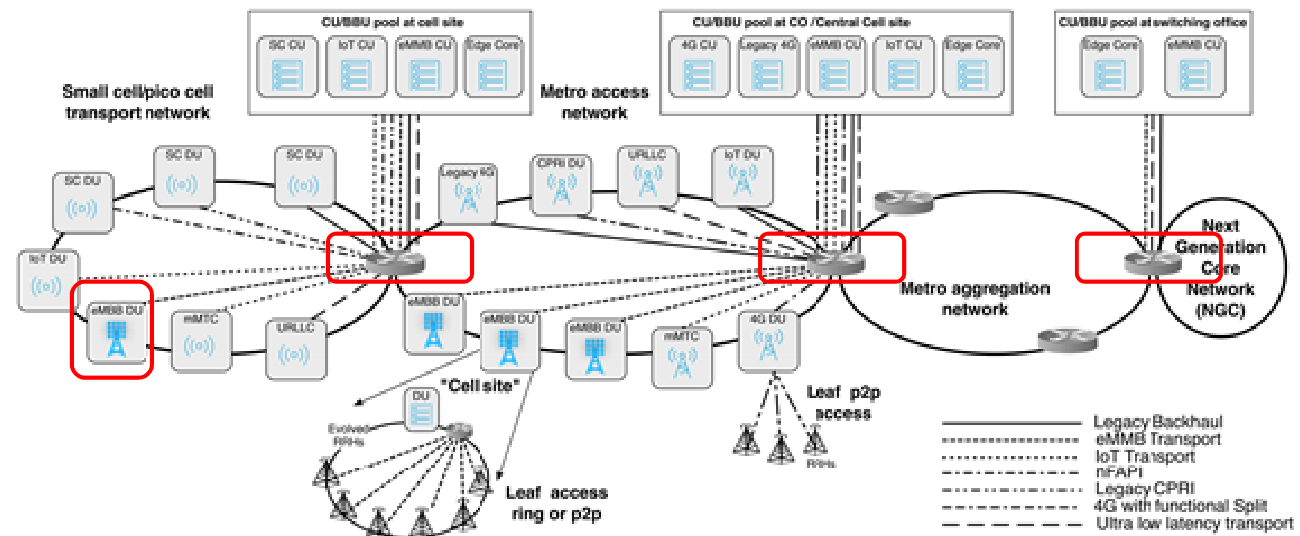 CU/BBU pool at cell site
SC CU
IoT CU
eMMB CU
Edge Core
CU/BBU pool at CO /Central Cell site
4G CU
Legacy 4G
eMMB CU
IoT CU
Edge Core
CU/BBU pool at switching office
Edge Core
eMMB CU
Small cell/pico cell
transport network
Metro access
network
SC DU
SC DU
SC DU
IoT DU
eMBB DU
mMTC
URLLC
Legacy 4G
CPRI DU
URLLC
IoT DU
eMBB DU
eMBB DU
eMBB DU
mMTC
4G DU
Metro aggregation
network
Next
Generation
Core
Network
(NGC)
"Cell site"
DU
Evolved
RRHs
Leaf access
ring or p2p
Leaf p2p
access
RRHs
Legacy Backhaul
eMMB Transport
IoT Transport
nFAPI
Legacy CPRI
4G with functional Split
Ultra low latency transport